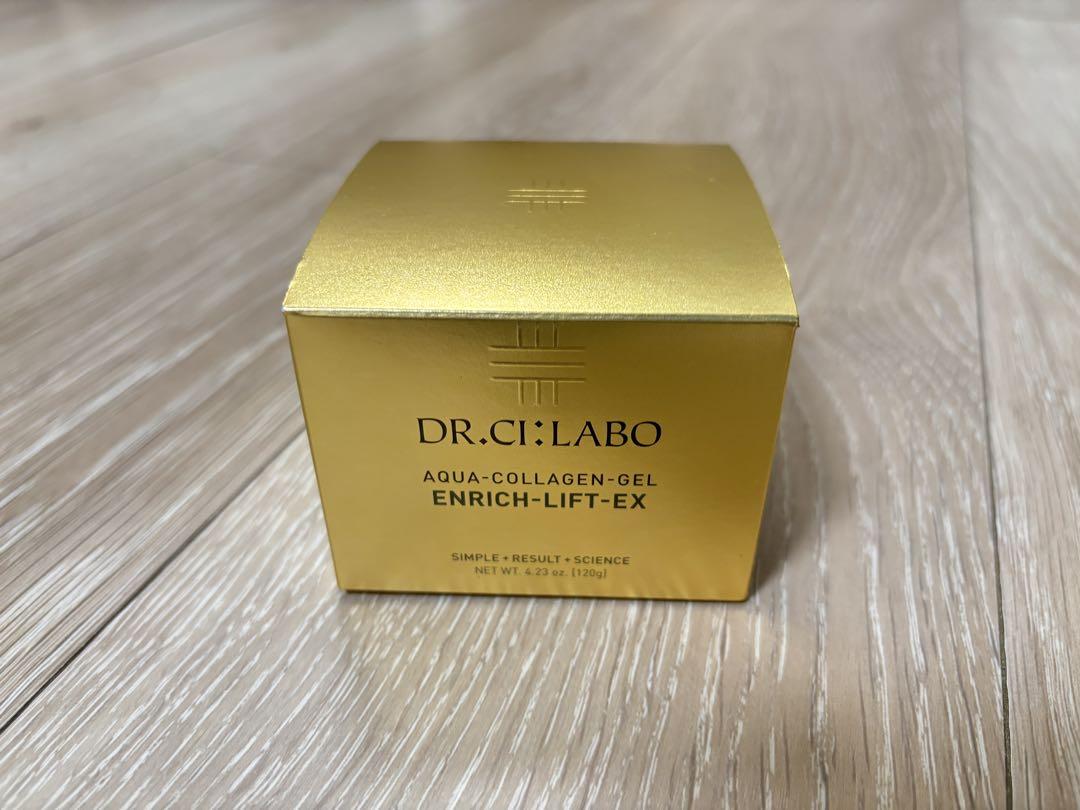 DR.CI:LABO
AQUA-COLLAGEN-GEL
ENRICH-LIFT-EX
SIMPLE + RESULT + SCIENCE
NET WT. 4.23 oz. [120g]